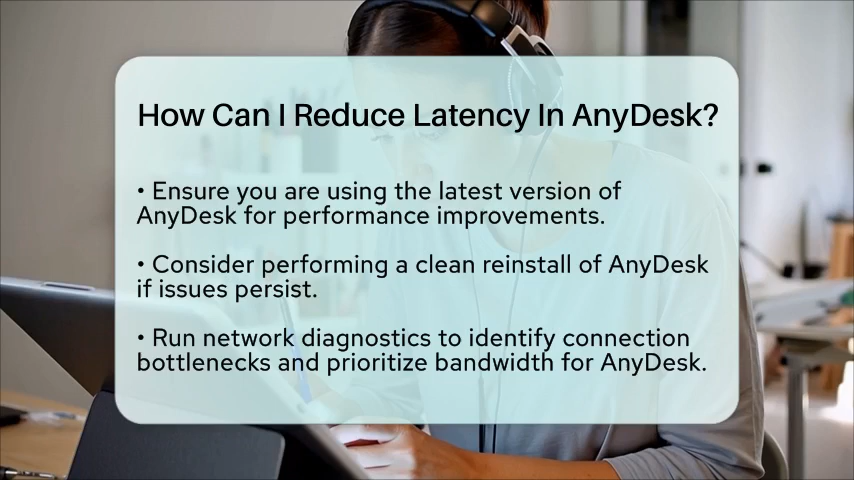 How Can I Reduce Latency In AnyDesk?
• Ensure you are using the latest version of
AnyDesk for performance improvements.
• Consider performing a clean reinstall of AnyDesk
if issues persist.
• Run network diagnostics to identify connection
bottlenecks and prioritize bandwidth for AnyDesk.